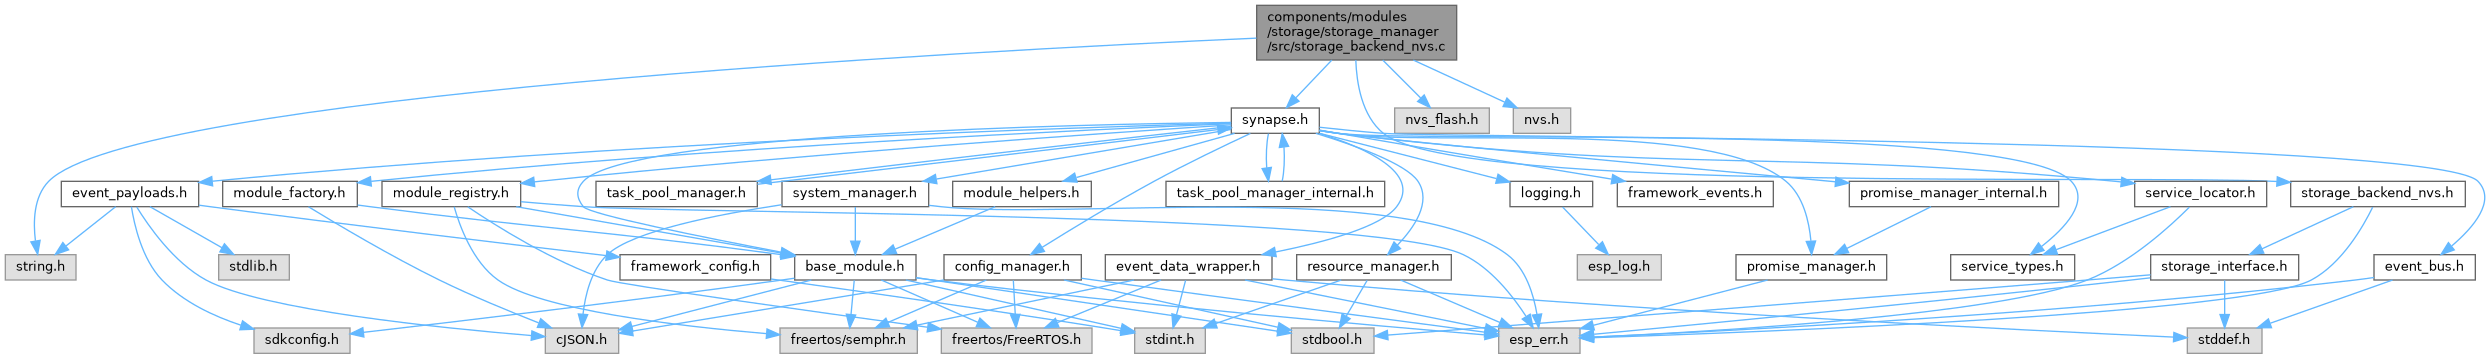 components/modules
/storage/storage_manager
/src/storage_backend_nvs.c
synapse.h
nvs_flash.h
nvs.h
event_payloads.h
module_factory.h
module_registry.h
task_pool_manager.h
system_manager.h
module_helpers.h
task_pool_manager_internal.h
logging.h
framework_events.h
promise_manager_internal.h
service_locator.h
storage_backend_nvs.h
string.h
stdlib.h
framework_config.h
base_module.h
config_manager.h
event_data_wrapper.h
resource_manager.h
esp_log.h
promise_manager.h
service_types.h
storage_interface.h
event_bus.h
sdkconfig.h
cJSON.h
freertos/semphr.h
freertos/FreeRTOS.h
stdint.h
stdbool.h
esp_err.h
stddef.h